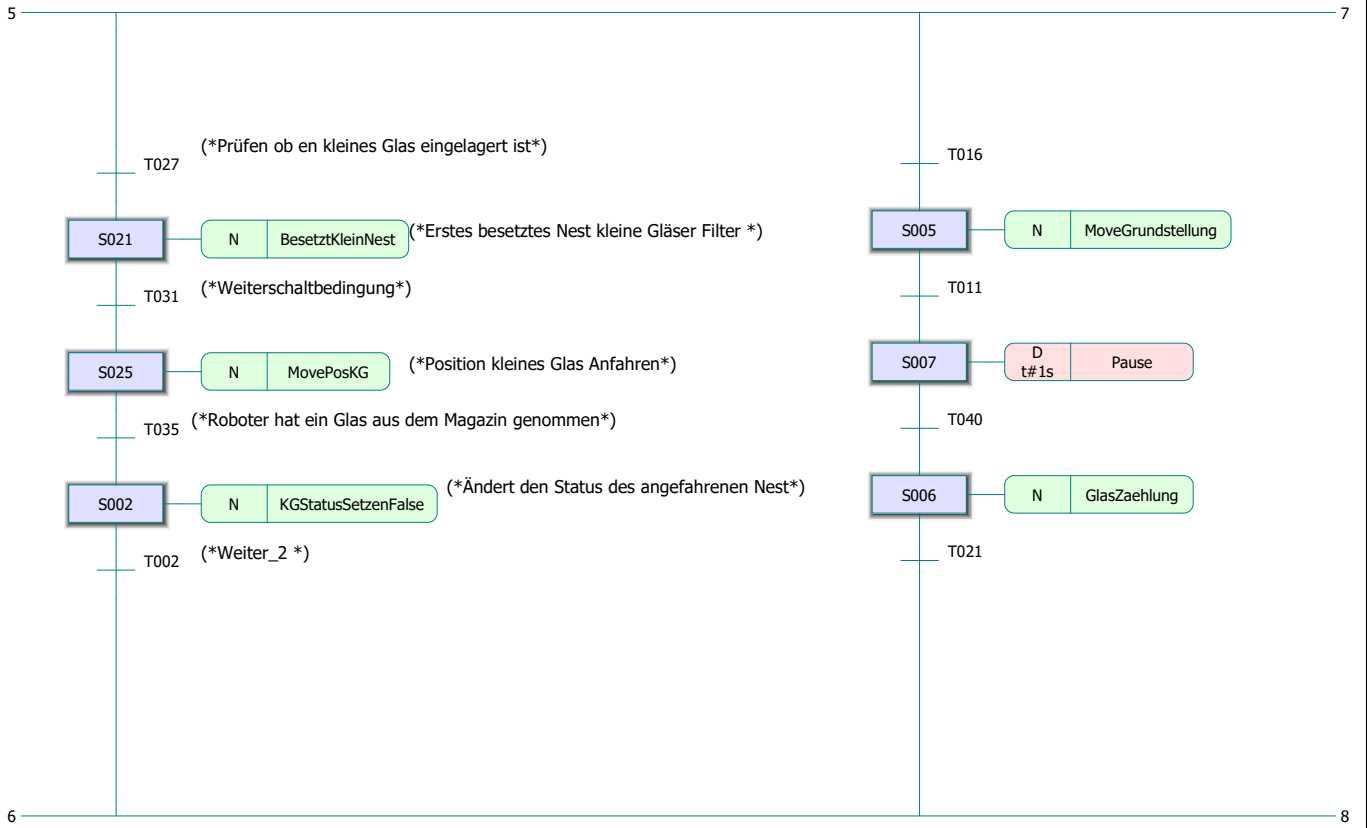 5
7
(*Prüfen ob en kleines Glas eingelagert ist*)
T027
T016
S021
N
BesetztKleinNest
(*Erstes besetztes Nest kleine Gläser Filter *)
S005
N
MoveGrundstellung
T031
(*Weiterschaltbedingung*)
T011
S025
N
MovePosKG
(*Position kleines Glas Anfahren*)
S007
D
t#1s
Pause
T035
(*Roboter hat ein Glas aus dem Magazin genommen*)
T040
S002
N
KGStatusSetzenFalse
(*Ändert den Status des angefahrenen Nest*)
S006
N
GlasZaehlung
T002
(*Weiter_2 *)
T021
6
8